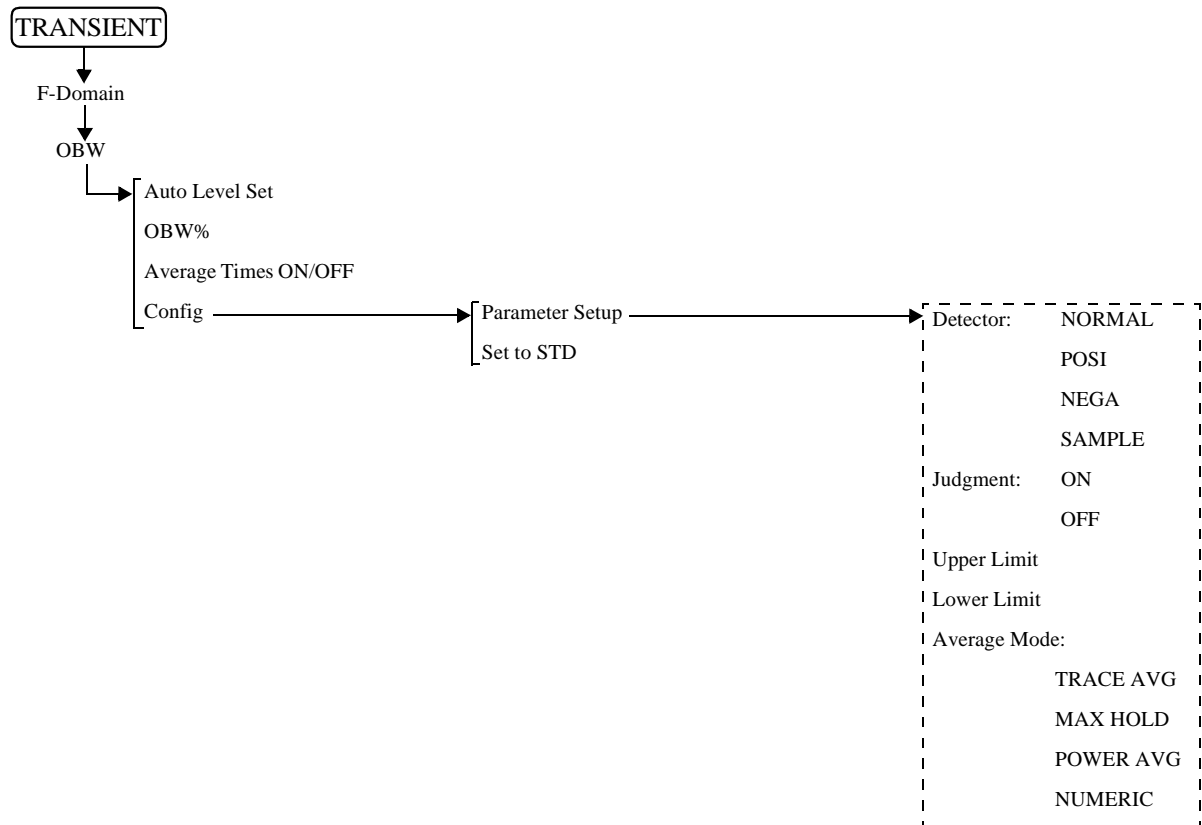 TRANSIENT
F-Domain
OBW
Auto Level Set
OBW%
Average Times ON/OFF
Config
Parameter Setup
Set to STD
Detector: NORMAL
POSI
NEGA
SAMPLE
Judgment: ON
OFF
Upper Limit
Lower Limit
Average Mode:
TRACE AVG
MAX HOLD
POWER AVG
NUMERIC